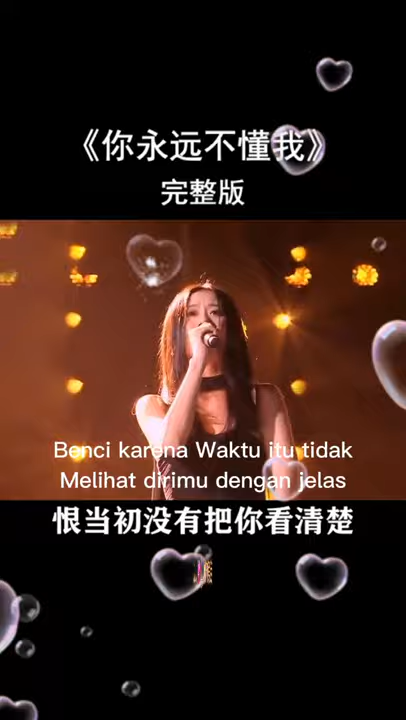 《你永远不懂我》
完整版
Benci karena Waktu itu tidak
Melihat dirimu dengan jelas
恨当初没有把你看清楚